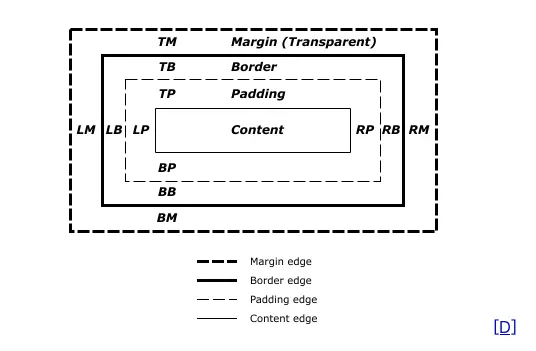 TM Margin (Transparent)
TB Border
TP Padding
LM LB LP Content RP RB RM
BP
BB
BM
Margin edge
Border edge
Padding edge
Content edge
[D]